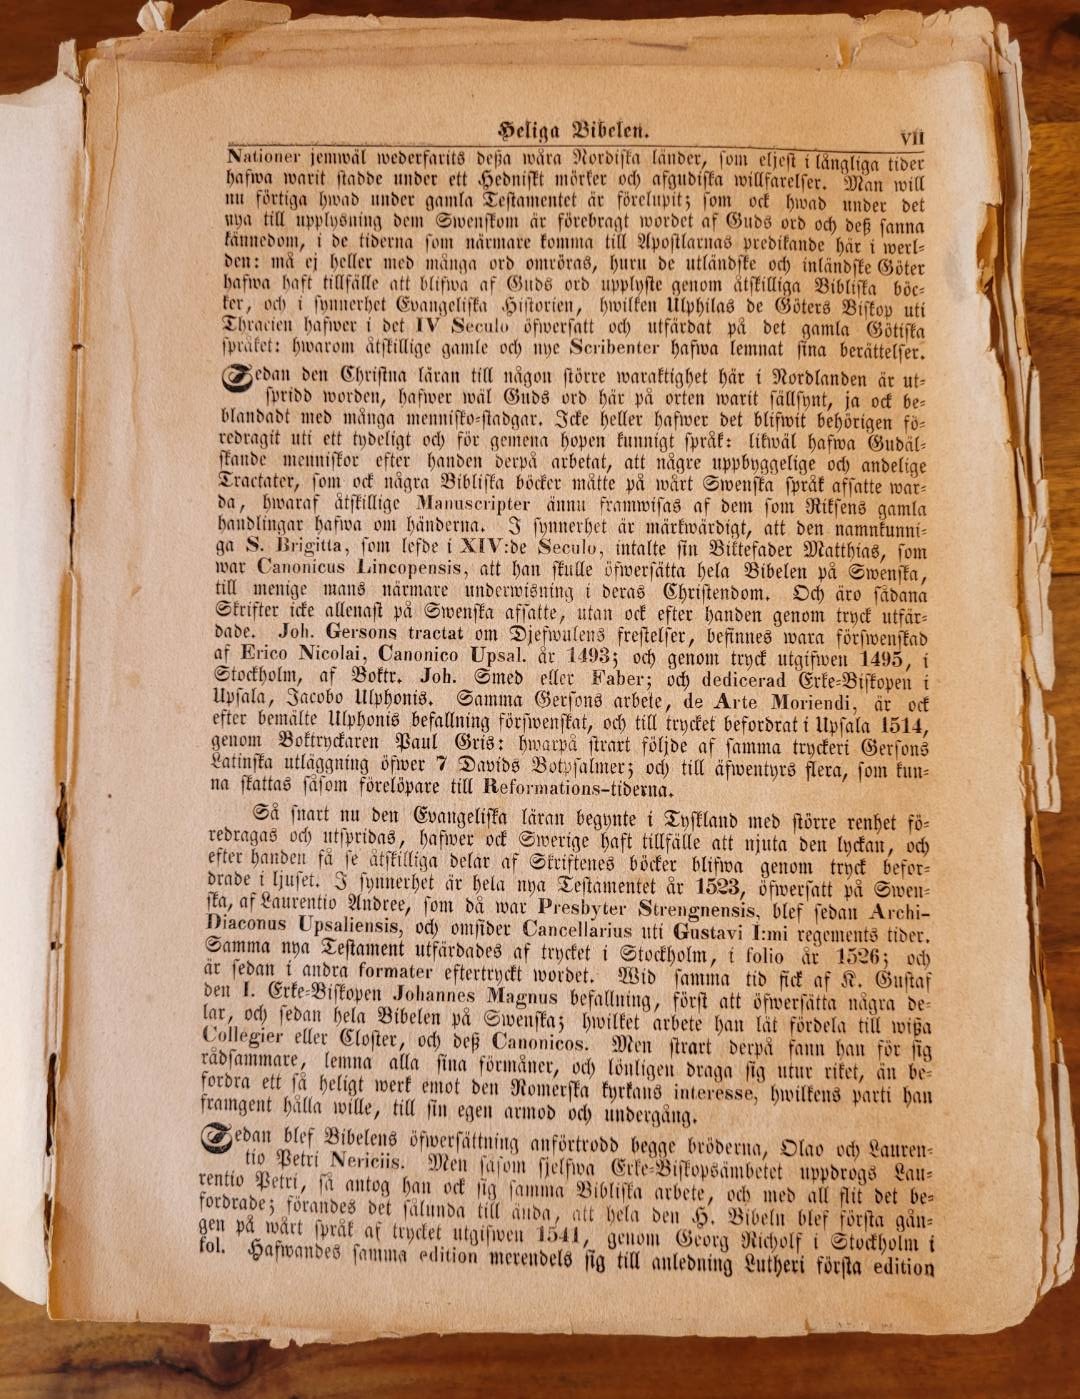 Heliga Bibelen.
VII
Nationer jemwäl wederfarits deßa wåra Nordiska länder, som eljest i långliga tider
hafwa warit stadde under ett Hedniskt mörker och afgudiska willfarelser. Man will
nu förtiga hwad under gamla Testamentet är förelupit; som ock hwad under det
nya till upplysning dem Swenskom är förebragt wordet af Guds ord och deß sanna
kännedom, i de tiderna som närmare komma till Apostlarnas predikande här i werl-
den: må ej heller med många ord omröras, huru de utländske och inländske Göter
hafwa haft tillfälle att blifwa af Guds ord upplyste genom åtskilliga Bibliska böc-
ker, och i synnerhet Evangeliska Historien, hwilken Ulphilas de Göters Biskop uti
Thracien hafwer i det IV Seculo öfwersatt och utfärdat på det gamla Götiska
språket: hwarom åtskillige gamle och nye Scribenter hafwa lemnat sina berättelser.
Sedan den Christna läran till någon större waraktighet här i Nordlanden är ut-
spridd worden, hafwer wäl Guds ord här på orten warit sällsynt, ja ock be-
blandadt med många mennisko-stadgar. Icke heller hafwer det blifwit behörigen fö-
redragit uti ett tydeligt och för gemena hopen kunnigt språk: likwäl hafwa Gudäl-
skande menniskor efter handen derpå arbetat, att någre uppbyggelige och andelige
Tractater, som ock några Bibliska böcker måtte på wårt Swenska språk affatte war-
da, hwaraf åtskillige Manuscripter ännu framwisas af dem som Riksens gamla
handlingar hafwa om händerna. I synnerhet är märkwärdigt, att den namnkunni-
ga S. Brigitta, som lefde i XIV:de Seculo, intalte sin Biktefader Matthias, som
war Canonicus Lincopensis, att han skulle öfwersätta hela Bibelen på Swenska,
till menige mans närmare underwisning i deras Christendom. Och äro sådana
Skrifter icke allenast på Swenska affatte, utan ock efter handen genom tryck utfär-
dade. Joh. Gersons tractat om Djefwulens frestelser, befinnes wara förswenskad
af Erico Nicolai, Canonico Upsal. år 1493; och genom tryck utgifwen 1495, i
Stockholm, af Boktr. Joh. Smed eller Faber; och dedicerad Erke-Biskopen i
Upsala, Jacobo Ulphonis. Samma Gersons arbete, de Arte Moriendi, är ock
efter bemälte Ulphonis befallning förswenskat, och till trycket befordrat i Upsala 1514,
genom Boktryckaren Paul Gris: hwarpå strart följde af samma tryckeri Gersons
Latinska utläggning öfwer 7 Davids Botpsalmer; och till äfwentyrs flera, som kun-
na skattas såsom förelöpare till Reformations-tiderna.
Så snart nu den Evangeliska läran begynte i Tyskland med större renhet fö-
redragas och utspridas, hafwer ock Swerige haft tillfälle att njuta den lyckan, och
efter handen få se åtskilliga delar af Skriftenes böcker blifwa genom tryck befor-
drade i ljuset. I synnerhet är hela nya Testamentet år 1523, öfwersatt på Swen-
ska, af Laurentio Andree, som då war Presbyter Strengnensis, blef sedan Archi-
Diaconus Upsaliensis, och omsider Cancellarius uti Gustavi I:mi regements tider.
Samma nya Testament utfärdades af trycket i Stockholm, i folio år 1526; och
är sedan i andra formater eftertryckt wordet. Wid samma tid fick af K. Gustaf
den I. Erke-Biskopen Johannes Magnus befallning, först att öfwersätta några de-
lar, och sedan hela Bibelen på Swenska; hwilket arbete han lät fördela till wißa
Collegier eller Closter, och deß Canonicos. Men strart derpå fann han för sig
rådsammare, lemna alla sina förmåner, och lönligen draga sig utur riket, än be-
fordra ett så heligt werk emot den Romerska kyrkans interesse, hwilkens parti han
framgent hålla wille, till sin egen armod och undergång.
Sedan blef Bibelens öfwersättning anförtrodd begge bröderna, Olao och Lauren-
tio Petri Nericiis. Men såsom sjelfwa Erke-Biskopsämbetet uppdrogs Lau-
rentio Petri, så antog han ock sig samma Bibliska arbete, och med all flit det be-
fordrade; förandes det sålunda till ända, att hela den H. Bibeln blef första gån-
gen på wårt språk af trycket utgifwen 1541, genom Georg Richolf i Stockholm i
fol. Hafwandes samma edition merendels sig till anledning Lutheri första edition